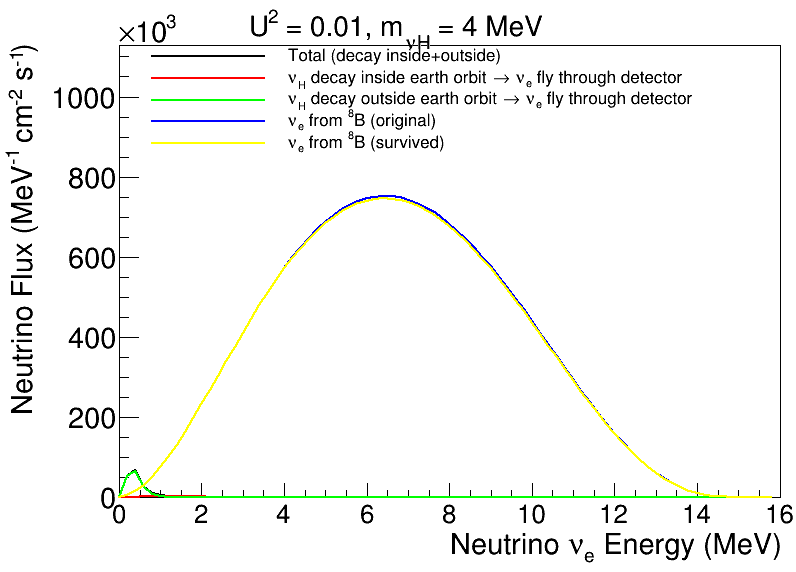 ×10³
U² = 0.01, m_νH = 4 MeV
Total (decay inside+outside)
ν_H decay inside earth orbit → ν_e fly through detector
ν_H decay outside earth orbit → ν_e fly through detector
ν_e from ⁸B (original)
ν_e from ⁸B (survived)
Neutrino Flux (MeV⁻¹ cm⁻² s⁻¹)
1000
800
600
400
200
0
0 2 4 6 8 10 12 14 16
Neutrino ν_e Energy (MeV)